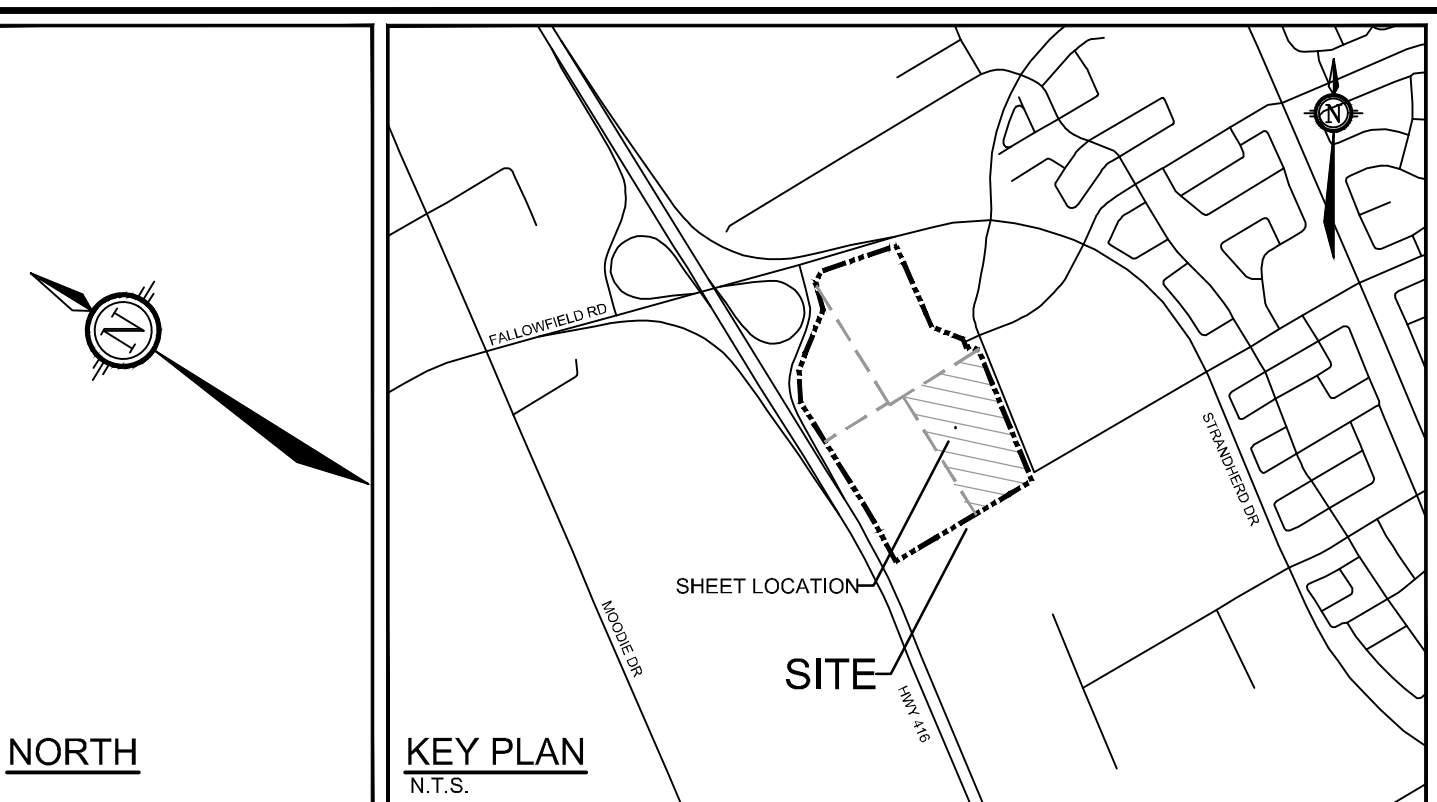 N
NORTH
N
FALLOWFIELD RD
STRANDHERD DR
SHEET LOCATION
MOODIE DR
SITE
HWY 416
KEY PLAN
N.T.S.